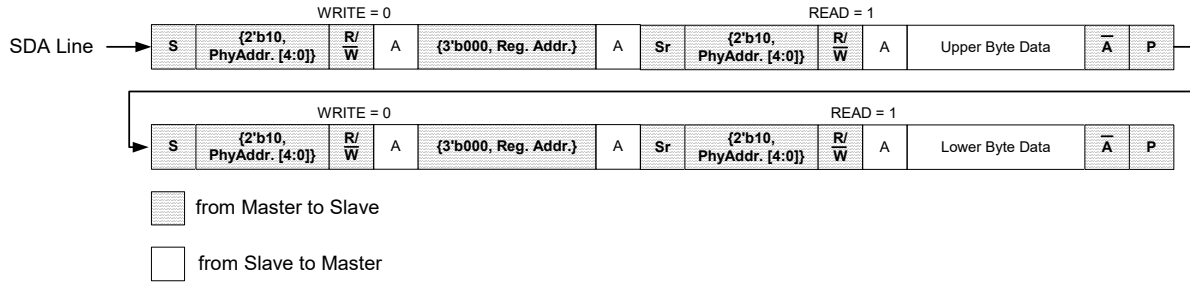 WRITE = 0 READ = 1
SDA Line S {2'b10, PhyAddr. [4:0]} R/W̅ A {3'b000, Reg. Addr.} A Sr {2'b10, PhyAddr. [4:0]} R/W̅ A Upper Byte Data A̅ P
WRITE = 0 READ = 1
S {2'b10, PhyAddr. [4:0]} R/W̅ A {3'b000, Reg. Addr.} A Sr {2'b10, PhyAddr. [4:0]} R/W̅ A Lower Byte Data A̅ P
from Master to Slave
from Slave to Master